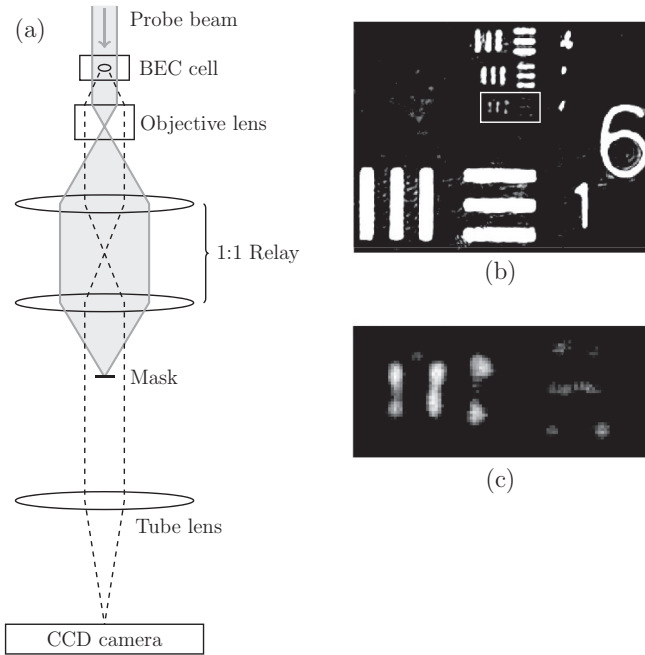 (a)
Probe beam
BEC cell
Objective lens
1:1 Relay
Mask
Tube lens
CCD camera
6
1
(b)
(c)